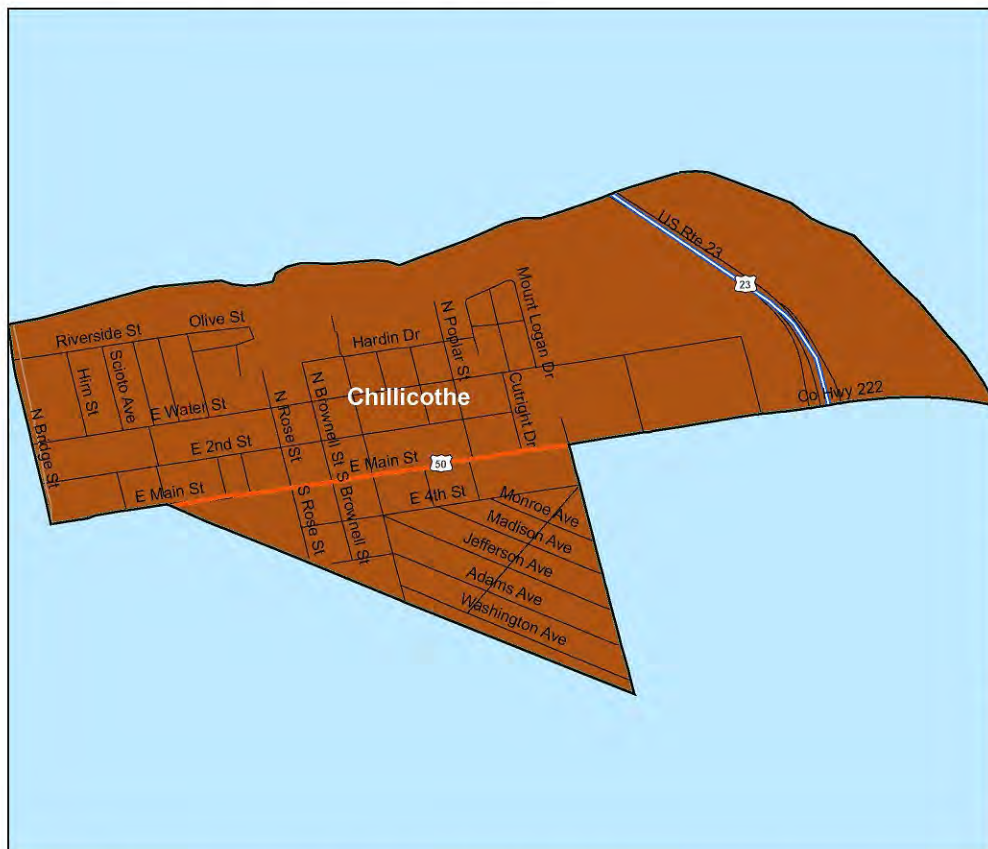 US Rte 23
23
Mount Logan Dr
Olive St
Riverside St
N Poplar St
Hardin Dr
Hirn St
Scioto Ave
Chillicothe
Co Hwy 222
N Brownell St
Cutright Dr
E Water St
N Rose St
N Bridge St
E 2nd St
E Main St
50
E Main St
E 4th St
S Brownell St
S Rose St
Monroe Ave
Madison Ave
Jefferson Ave
Adams Ave
Washington Ave